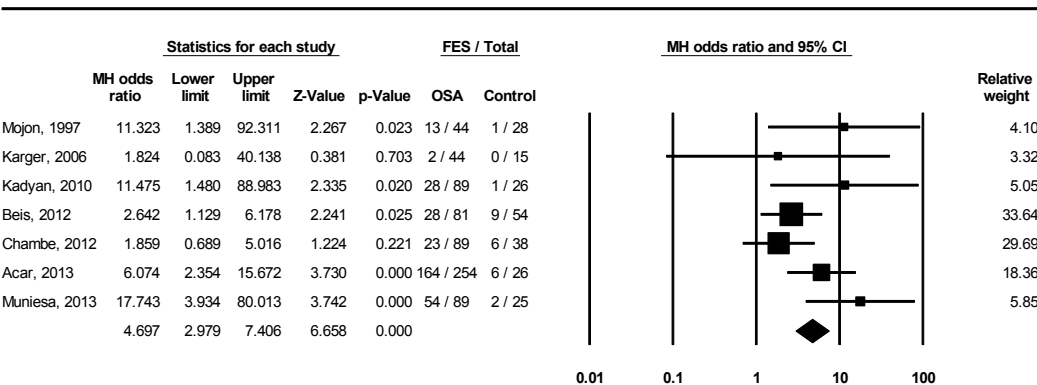 Statistics for each study FES / Total MH odds ratio and 95% CI
MH odds Lower Upper Relative
ratio limit limit Z-Value p-Value OSA Control weight
Mojon, 1997 11.323 1.389 92.311 2.267 0.023 13 / 44 1 / 28 4.10
Karger, 2006 1.824 0.083 40.138 0.381 0.703 2 / 44 0 / 15 3.32
Kadyan, 2010 11.475 1.480 88.983 2.335 0.020 28 / 89 1 / 26 5.05
Beis, 2012 2.642 1.129 6.178 2.241 0.025 28 / 81 9 / 54 33.64
Chambe, 2012 1.859 0.689 5.016 1.224 0.221 23 / 89 6 / 38 29.69
Acar, 2013 6.074 2.354 15.672 3.730 0.000 164 / 254 6 / 26 18.36
Muniesa, 2013 17.743 3.934 80.013 3.742 0.000 54 / 89 2 / 25 5.85
4.697 2.979 7.406 6.658 0.000
0.01 0.1 1 10 100